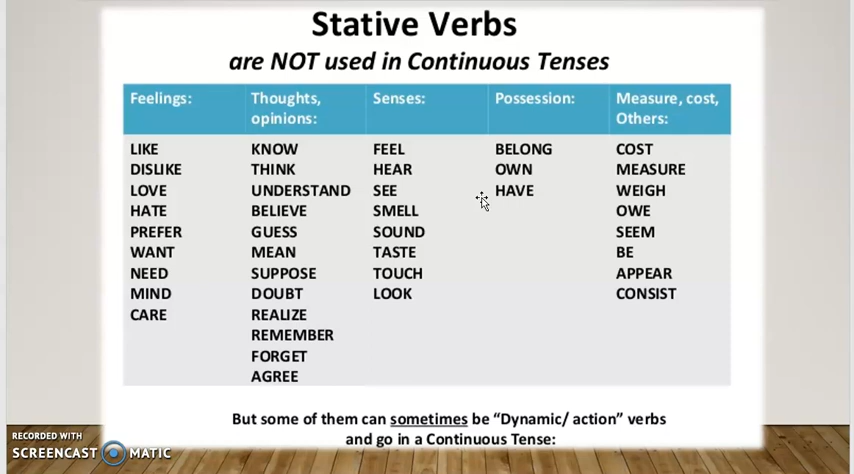 Stative Verbs
are NOT used in Continuous Tenses
Feelings:
LIKE
DISLIKE
LOVE
HATE
PREFER
WANT
NEED
MIND
CARE
Thoughts,
opinions:
KNOW
THINK
UNDERSTAND
BELIEVE
GUESS
MEAN
SUPPOSE
DOUBT
REALIZE
REMEMBER
FORGET
AGREE
Senses:
FEEL
HEAR
SEE
SMELL
SOUND
TASTE
TOUCH
LOOK
Possession:
BELONG
OWN
HAVE
Measure, cost,
Others:
COST
MEASURE
WEIGH
OWE
SEEM
BE
APPEAR
CONSIST
But some of them can sometimes be “Dynamic/ action” verbs
and go in a Continuous Tense:
RECORDED WITH
SCREENCAST MATIC